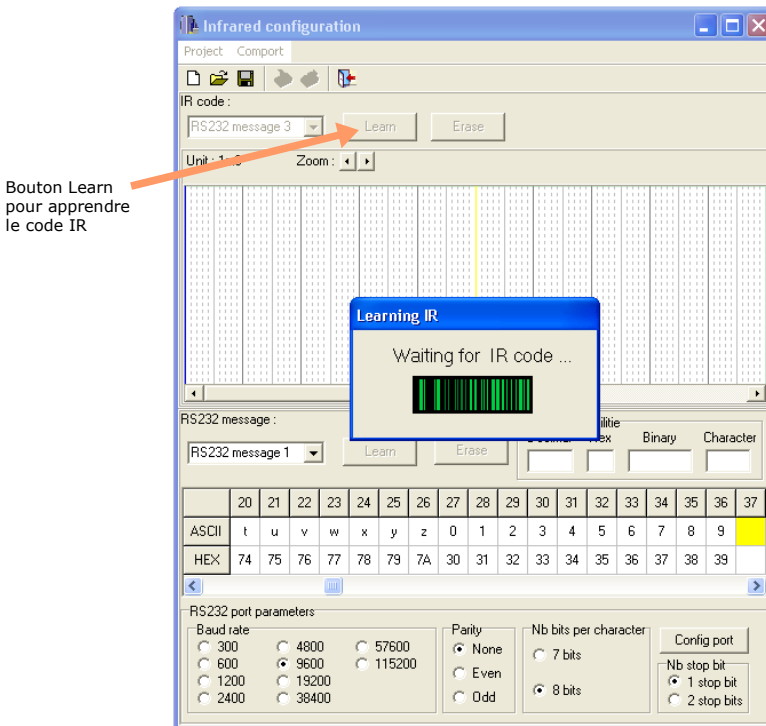 Infrared configuration
Project Comport
IR code :
RS232 message 3
Learn
Erase
Zoom :
Bouton Learn
pour apprendre
le code IR
Learning IR
Waiting for IR code ...
RS232 message :
RS232 message 1
Learn
Erase
Binary Character
20 21 22 23 24 25 26 27 28 29 30 31 32 33 34 35 36 37
ASCII t u v w x y z 0 1 2 3 4 5 6 7 8 9
HEX 74 75 76 77 78 79 7A 30 31 32 33 34 35 36 37 38 39
RS232 port parameters
Baud rate
300 4800 57600
600 9600 115200
1200 19200
2400 38400
Parity
None
Even
Odd
Nb bits per character
7 bits
8 bits
Config port
Nb stop bit
1 stop bit
2 stop bits